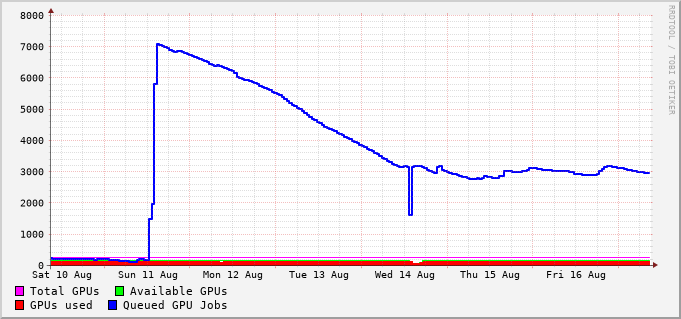 8000
7000
6000
5000
4000
3000
2000
1000
0
Sat 10 Aug Sun 11 Aug Mon 12 Aug Tue 13 Aug Wed 14 Aug Thu 15 Aug Fri 16 Aug
Total GPUs Available GPUs
GPUs used Queued GPU Jobs
RRDTOOL / TOBI OETIKER